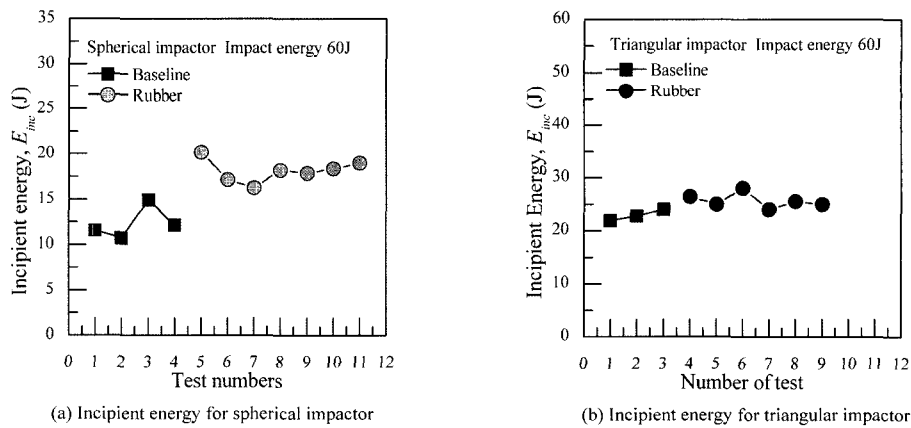 35
30
25
20
15
10
5
0
Incipient energy, E_inc (J)
Spherical impactor Impact energy 60J
Baseline
Rubber
0 1 2 3 4 5 6 7 8 9 10 11 12
Test numbers
(a) Incipient energy for spherical impactor
60
50
40
30
20
10
0
Incipient Energy, E_inc (J)
Triangular impactor Impact energy 60J
Baseline
Rubber
0 1 2 3 4 5 6 7 8 9 10 11 12
Number of test
(b) Incipient energy for triangular impactor